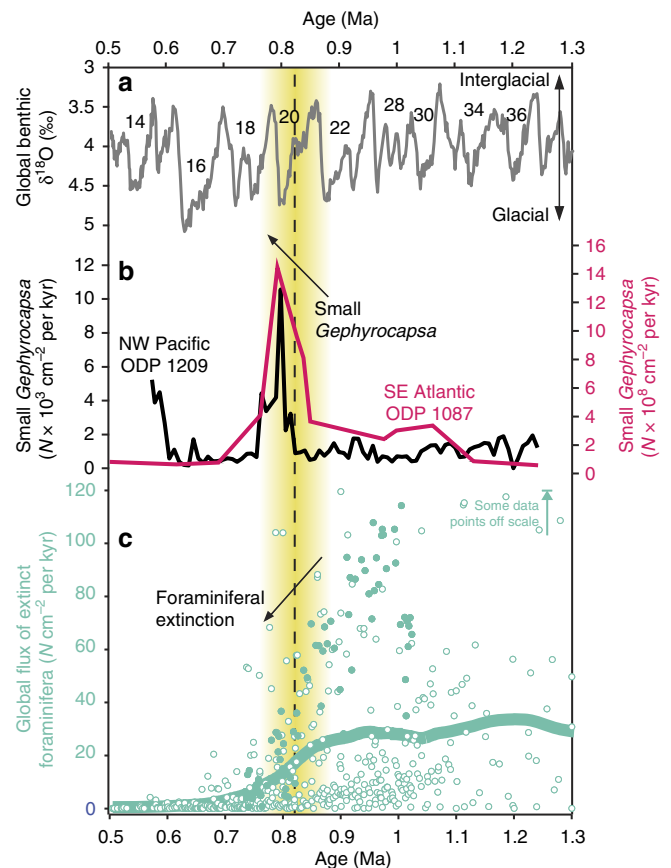 Age (Ma)
0.5 0.6 0.7 0.8 0.9 1 1.1 1.2 1.3
a
3
3.5
4
4.5
5
Global benthic
δ18O (‰)
14
16
18
20
22
28
30
34
36
Interglacial
Glacial
b
12
10
8
6
4
2
0
Small Gephyrocapsa
(N × 10³ cm⁻² per kyr)
NW Pacific
ODP 1209
Small
Gephyrocapsa
SE Atlantic
ODP 1087
16
14
12
10
8
6
4
2
0
Small Gephyrocapsa
(N × 10⁸ cm⁻² per kyr)
c
120
100
80
60
40
20
0
Global flux of extinct
foraminifera (N cm⁻² per kyr)
Some data
points off scale
Foraminiferal
extinction
0.5 0.6 0.7 0.8 0.9 1 1.1 1.2 1.3
Age (Ma)